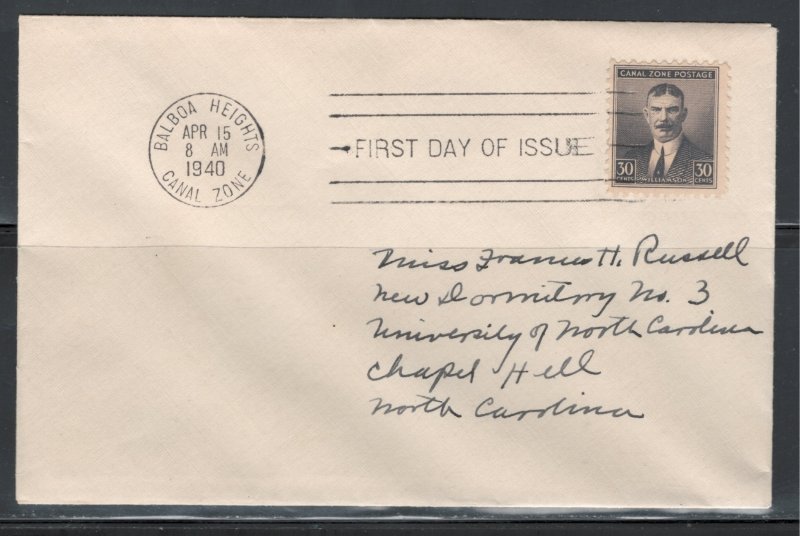 BALBOA HEIGHTS
APR 15
8 AM
1940
CANAL ZONE
FIRST DAY OF ISSUE
CANAL ZONE POSTAGE
30 30
CENTS WILLIAMSON CENTS
Miss Frances H. Russell
New Dormitory No. 3
University of North Carolina
Chapel Hill
North Carolina